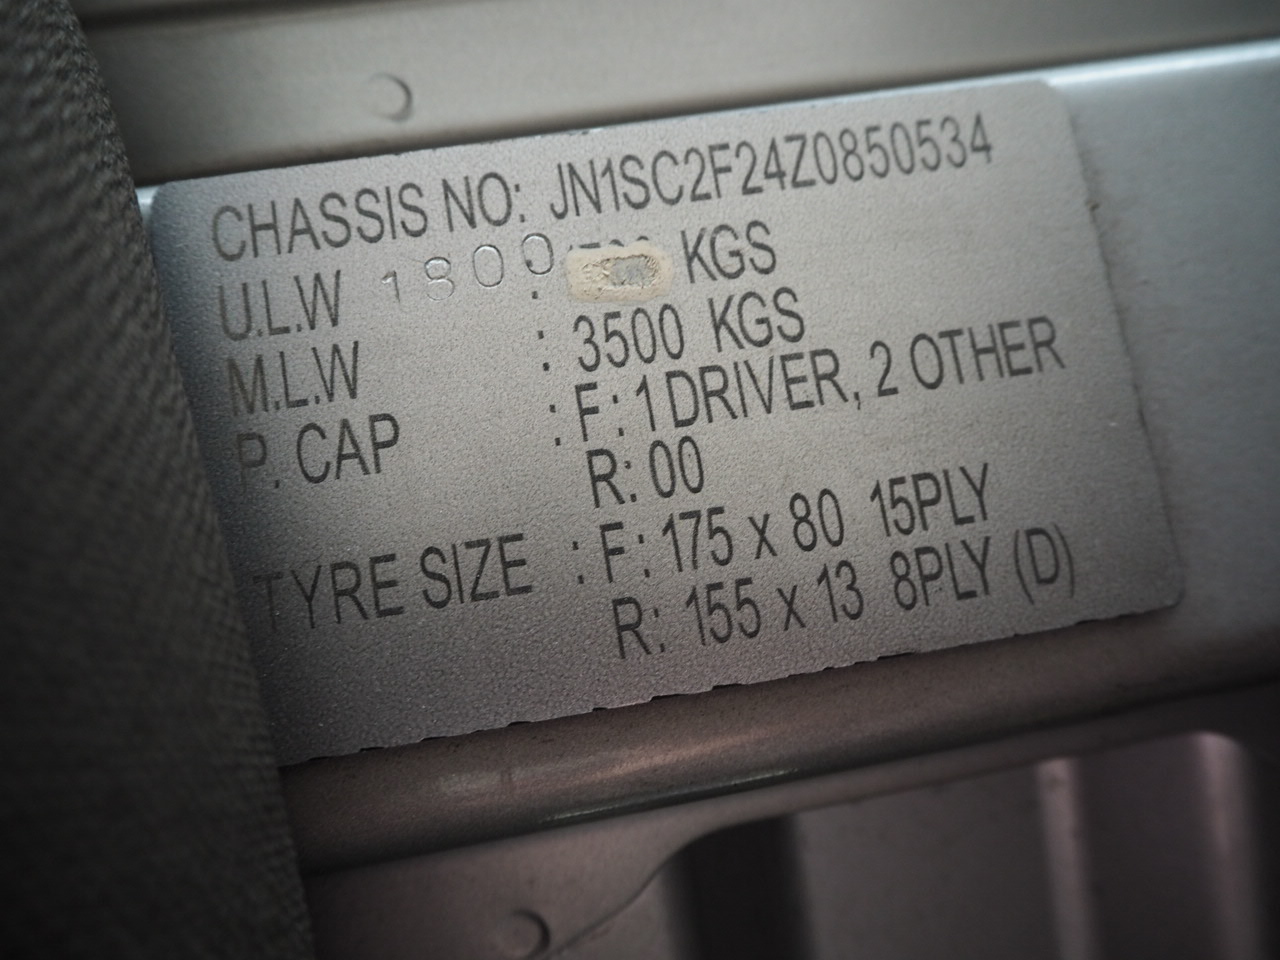 CHASSIS NO: JN1SC2F24Z0850534
U.L.W 1800 : KGS
M.L.W : 3500 KGS
P. CAP : F: 1 DRIVER, 2 OTHER
R: 00
TYRE SIZE : F: 175 x 80 15PLY
R: 155 x 13 8PLY (D)